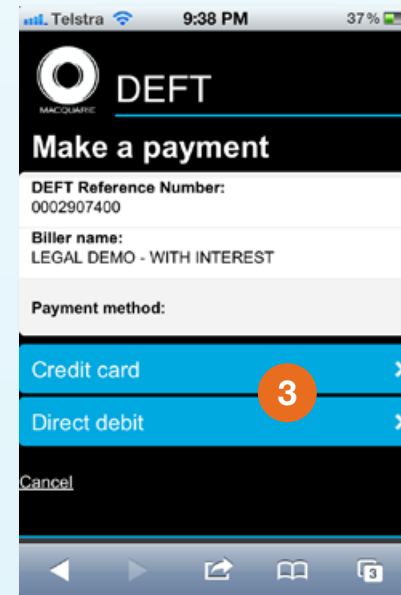 Telstra 9:38 PM 37%
MACQUARIE
DEFT
Make a payment
DEFT Reference Number:
0002907400
Biller name:
LEGAL DEMO - WITH INTEREST
Payment method:
Credit card
3
Direct debit
Cancel
3